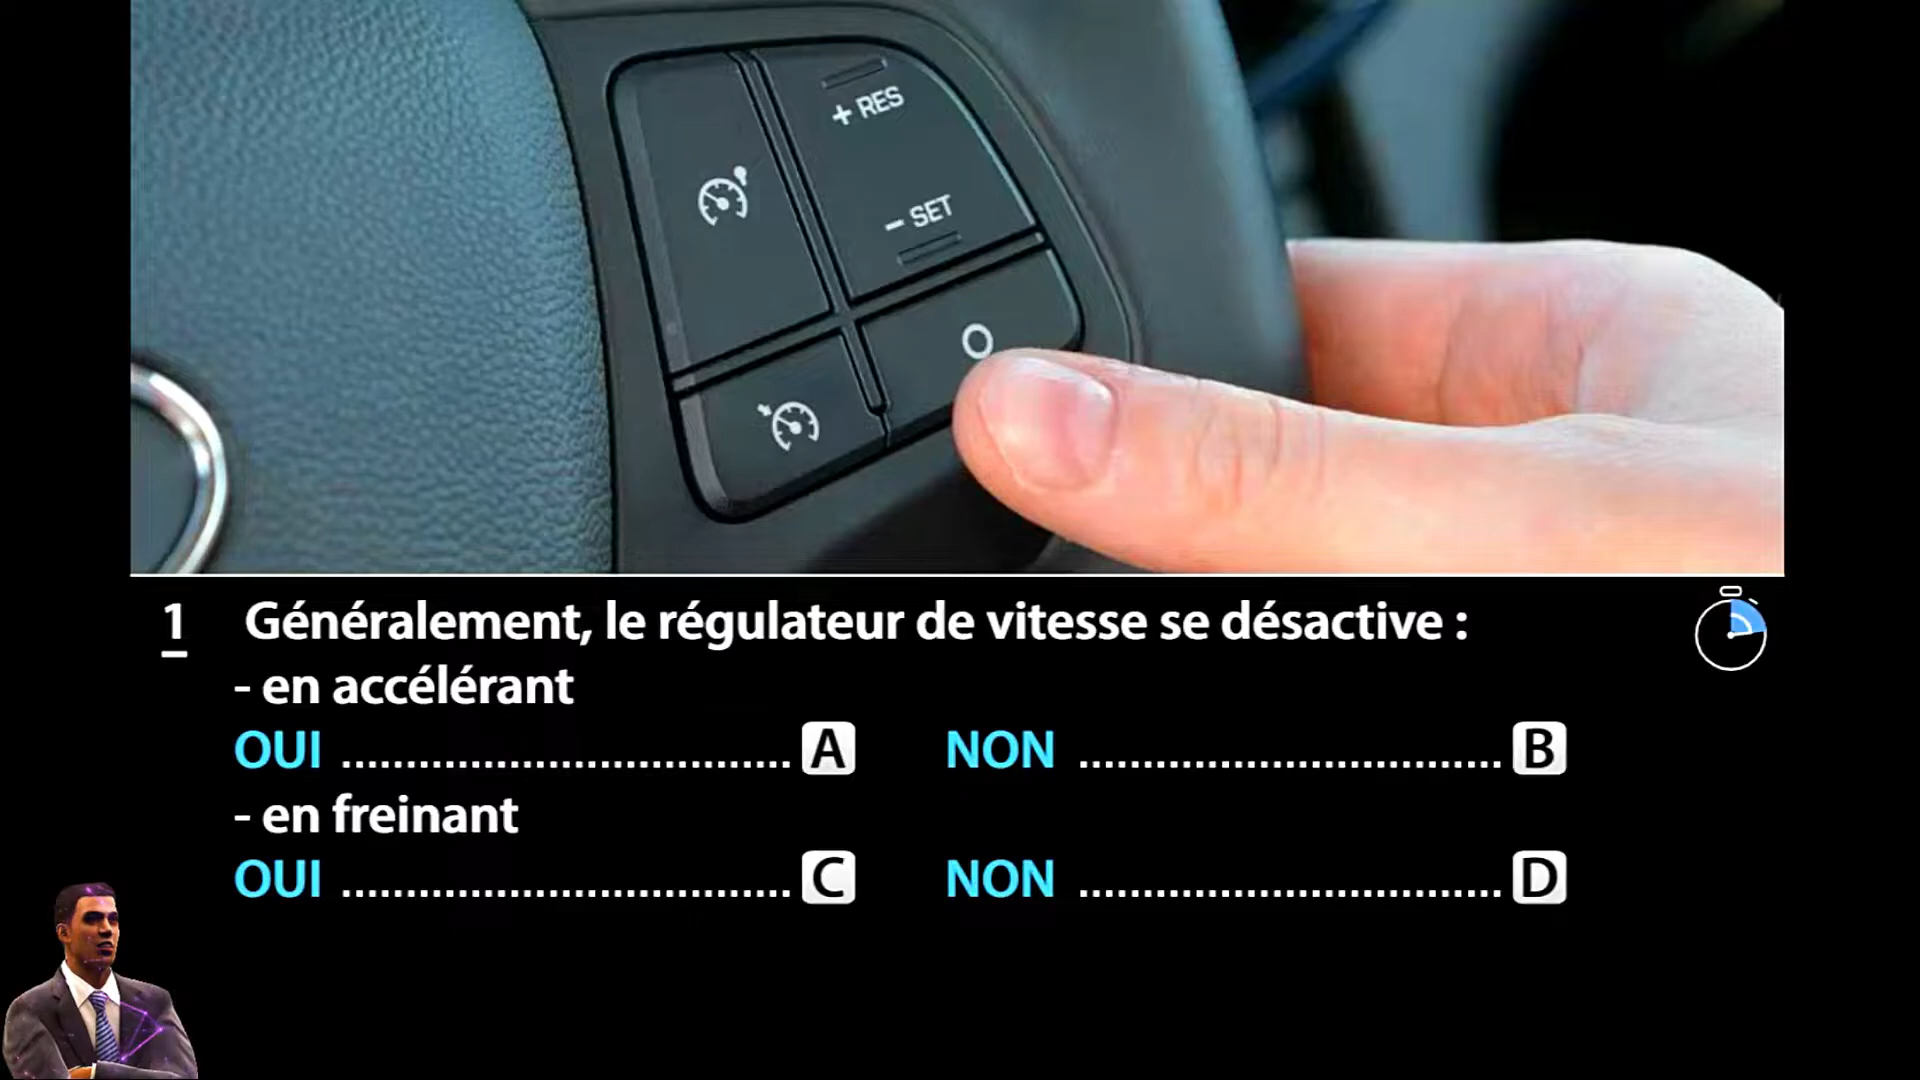 + RES
- SET
O
1 Généralement, le régulateur de vitesse se désactive :
- en accélérant
OUI .................................. A NON ................................ B
- en freinant
OUI .................................. C NON ................................ D